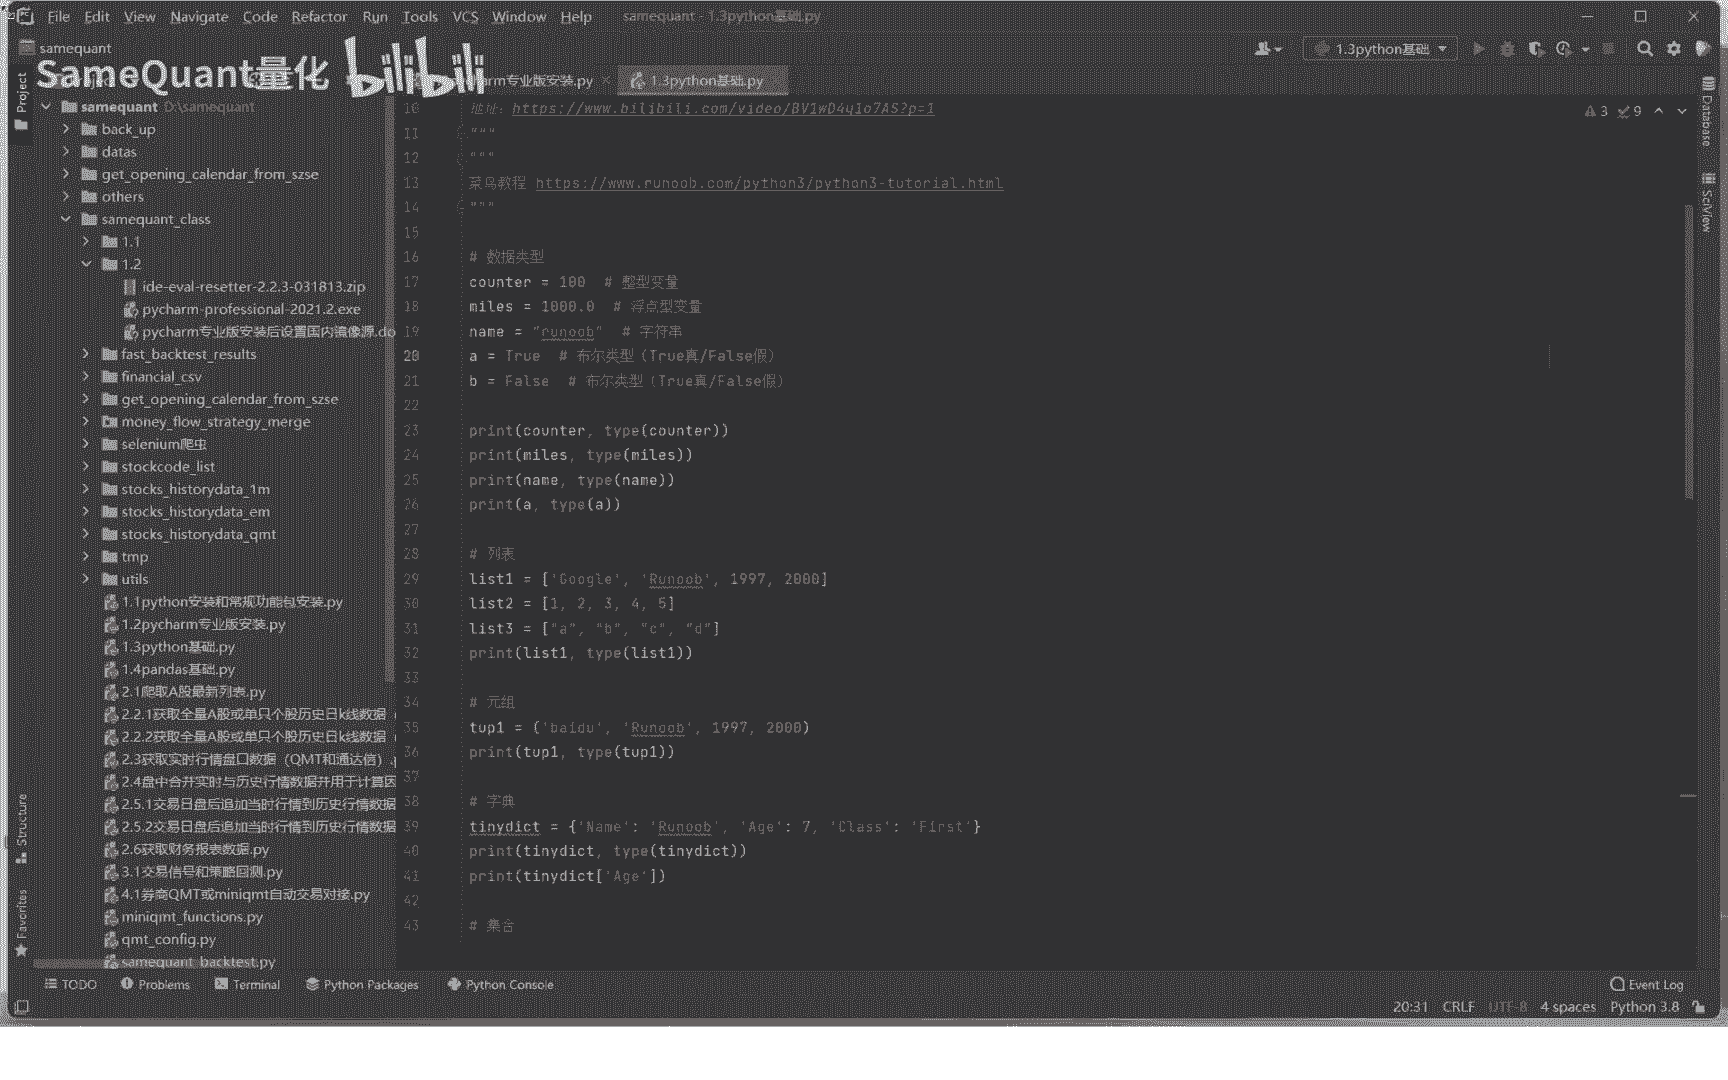 File Edit View Navigate Code Refactor Run Tools VCS Window Help samequant - 1.3python基础.py
samequant
1.3python基础
SameQuant量化 bilibili
专业版安装.py
1.3python基础.py
Project
samequant D:\samequant
back_up
datas
get_opening_calendar_from_szse
others
samequant_class
1.1
1.2
ide-eval-resetter-2.2.3-031813.zip
pycharm-professional-2021.2.exe
pycharm专业版安装后设置国内镜像源.do
fast_backtest_results
financial_csv
get_opening_calendar_from_szse
money_flow_strategy_merge
selenium爬虫
stockcode_list
stocks_historydata_1m
stocks_historydata_em
stocks_historydata_qmt
tmp
utils
1.1python安装和常规功能包安装.py
1.2pycharm专业版安装.py
1.3python基础.py
1.4pandas基础.py
2.1爬取A股最新列表.py
2.2.1获取全量A股或单只个股历史日k线数据
2.2.2获取全量A股或单只个股历史日k线数据
2.3获取实时行情盘口数据（QMT和通达信）.
2.4盘中合并实时与历史行情数据并用于计算因
2.5.1交易日盘后追加当时行情到历史行情数据
2.5.2交易日盘后追加当时行情到历史行情数据
2.6获取财务报表数据.py
3.1交易信号和策略回测.py
4.1券商QMT或miniqmt自动交易对接.py
miniqmt_functions.py
qmt_config.py
samequant_backtest.py
Structure
Favorites
10 地址：https://www.bilibili.com/video/BV1wD4y1o7AS?p=1
11 """
12 """
13 菜鸟教程 https://www.runoob.com/python3/python3-tutorial.html
14 """
15
16 # 数据类型
17 counter = 100 # 整型变量
18 miles = 1000.0 # 浮点型变量
19 name = "runoob" # 字符串
20 a = True # 布尔类型（True真/False假）
21 b = False # 布尔类型（True真/False假）
22
23 print(counter, type(counter))
24 print(miles, type(miles))
25 print(name, type(name))
26 print(a, type(a))
27
28 # 列表
29 list1 = ['Google', 'Runoob', 1997, 2000]
30 list2 = [1, 2, 3, 4, 5]
31 list3 = ["a", "b", "c", "d"]
32 print(list1, type(list1))
33
34 # 元组
35 tup1 = ('baidu', 'Runoob', 1997, 2000)
36 print(tup1, type(tup1))
37
38 # 字典
39 tinydict = {'Name': 'Runoob', 'Age': 7, 'Class': 'First'}
40 print(tinydict, type(tinydict))
41 print(tinydict['Age'])
42
43 # 集合
3 9
Database
SciView
TODO Problems Terminal Python Packages Python Console Event Log
20:31 CRLF UTF-8 4 spaces Python 3.8